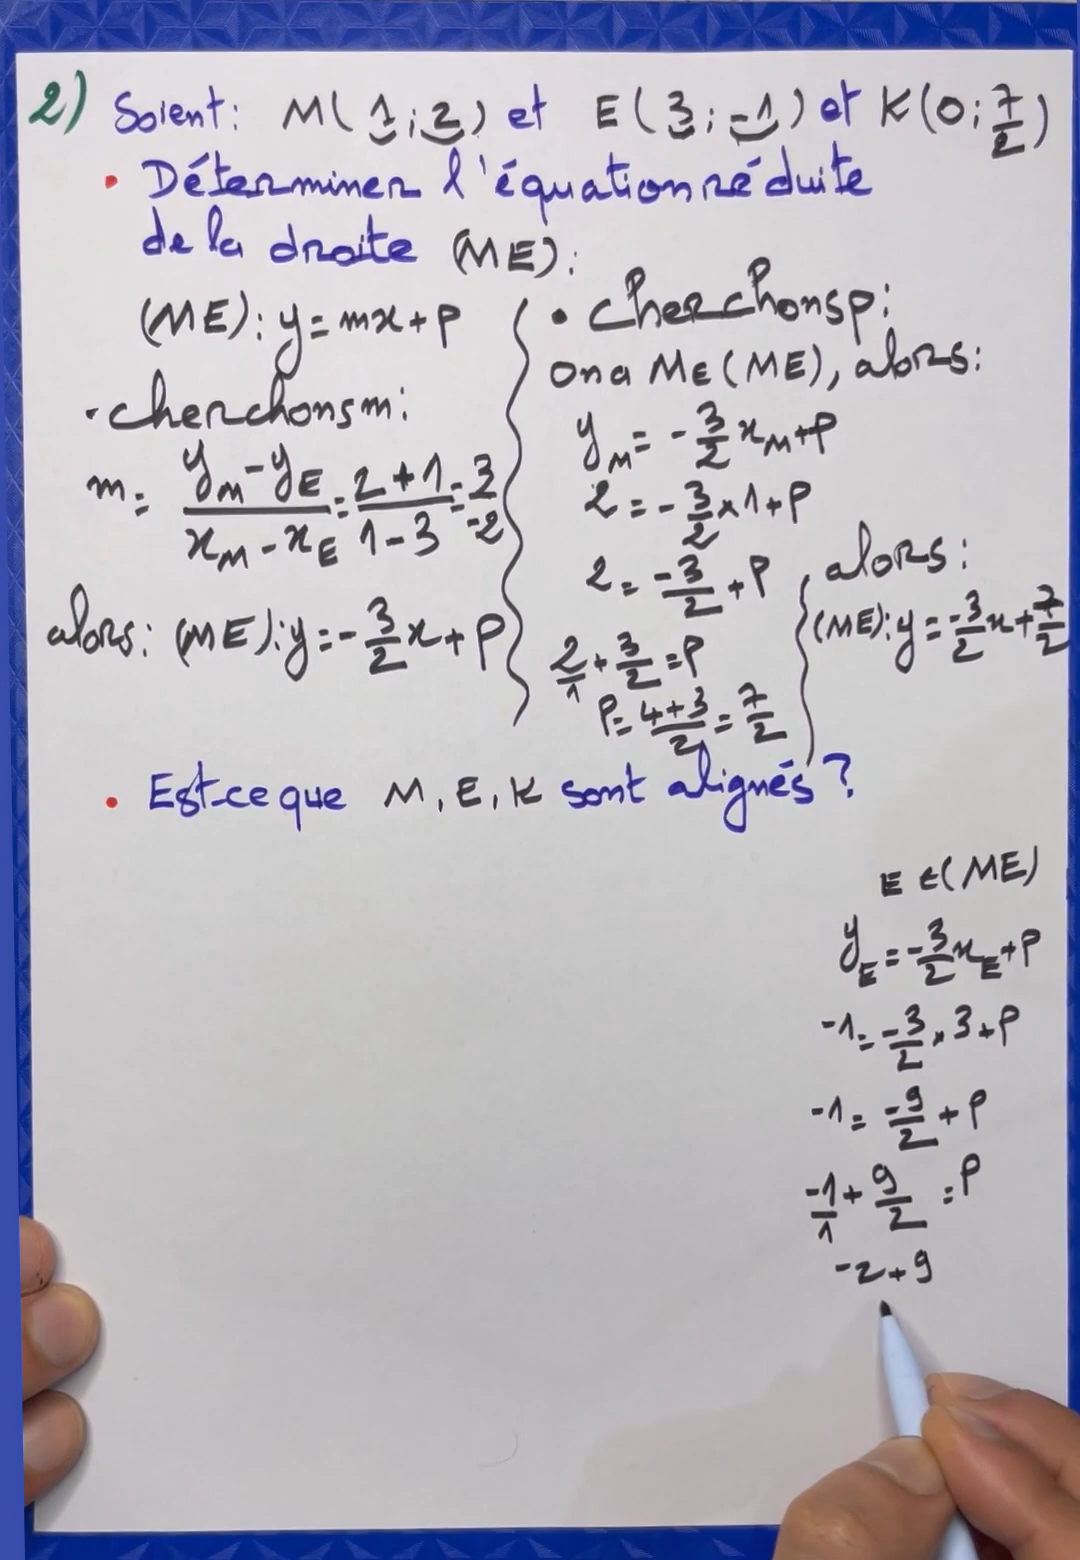 2) Soient: M(1;2) et E(3;-1) et K(0;7/2)
• Déterminer l'équation réduite
de la droite (ME):
(ME): y=mx+p
• cherchons m:
m = (y_M - y_E)/(x_M - x_E) = (2+1)/(1-3) = 3/-2
alors: (ME): y = -3/2 x + p
• cherchons p:
on a M∈(ME), alors:
y_M = -3/2 x_M + p
2 = -3/2 × 1 + p
2 = -3/2 + p
2/1 + 3/2 = p
p = (4+3)/2 = 7/2
alors:
(ME): y = -3/2 x + 7/2
• Est-ce que M, E, K sont alignés ?
E ∈ (ME)
y_E = -3/2 x_E + p
-1 = -3/2 × 3 + p
-1 = -9/2 + p
-1/1 + 9/2 = p
-2+9